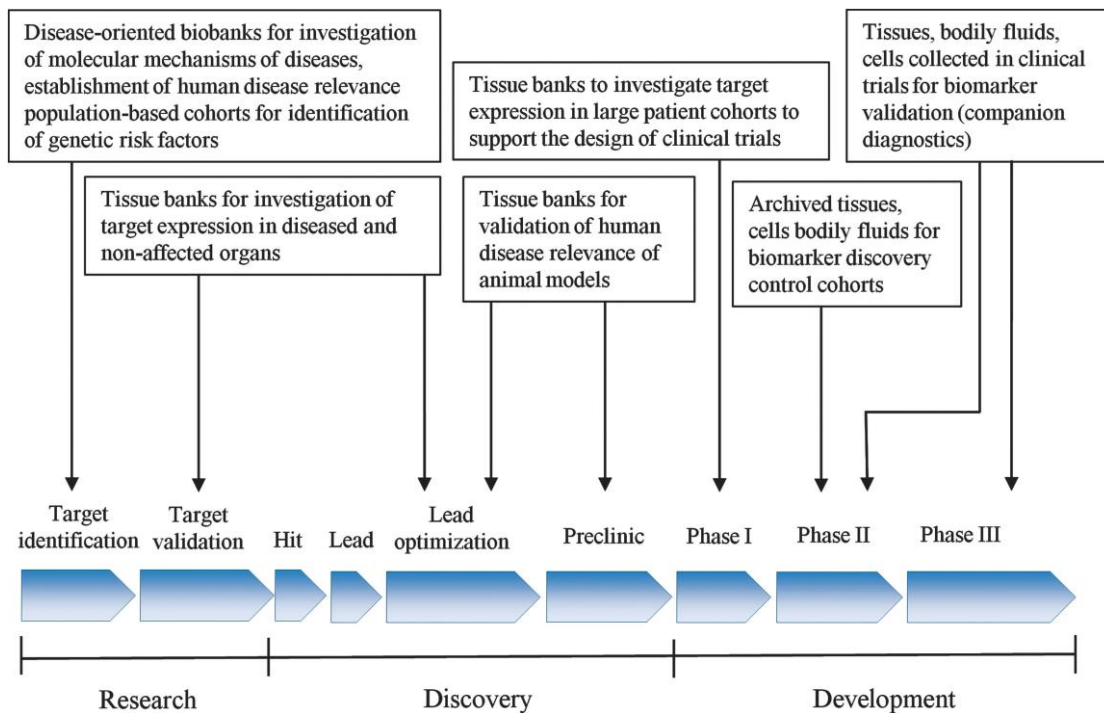 Disease-oriented biobanks for investigation
of molecular mechanisms of diseases,
establishment of human disease relevance
population-based cohorts for identification
of genetic risk factors
Tissue banks to investigate target
expression in large patient cohorts to
support the design of clinical trials
Tissues, bodily fluids,
cells collected in clinical
trials for biomarker
validation (companion
diagnostics)
Tissue banks for investigation of
target expression in diseased and
non-affected organs
Tissue banks for
validation of human
disease relevance of
animal models
Archived tissues,
cells bodily fluids for
biomarker discovery
control cohorts
Target
identification
Target
validation
Hit
Lead
Lead
optimization
Preclinic
Phase I
Phase II
Phase III
Research
Discovery
Development